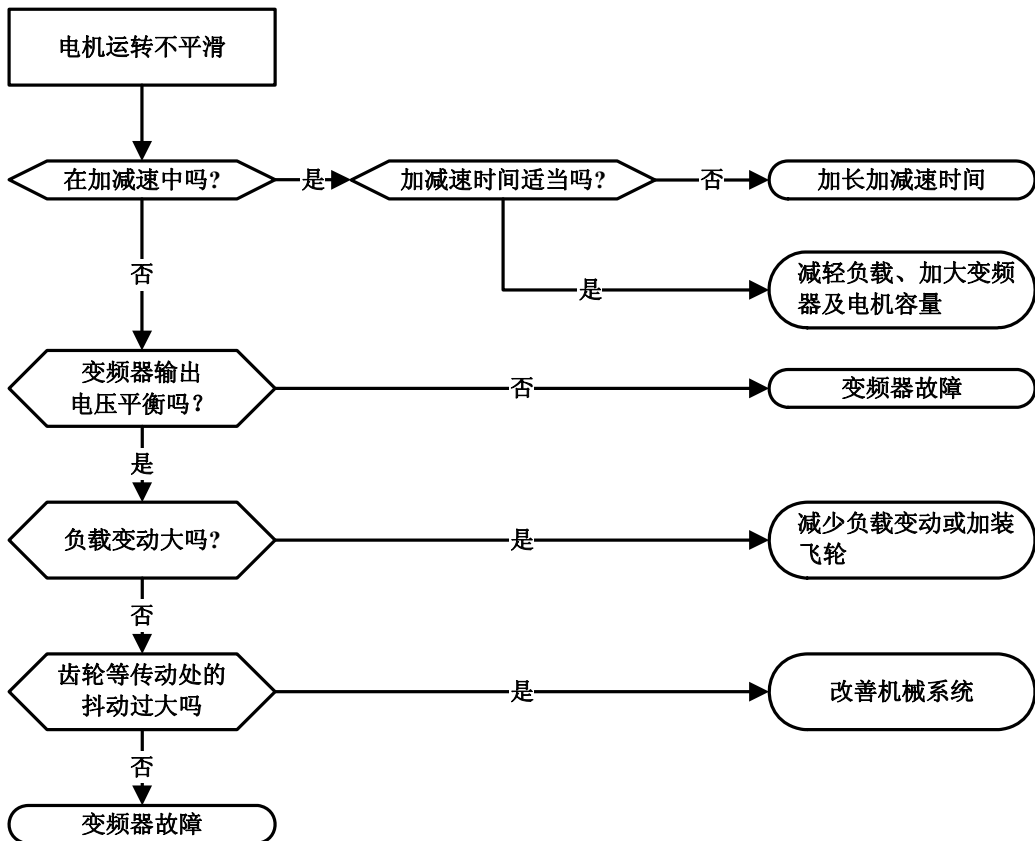 电机运转不平滑
在加减速中吗?
是
加减速时间适当吗?
否
加长加减速时间
否
是
减轻负载、加大变频
器及电机容量
变频器输出
电压平衡吗？
否
变频器故障
是
负载变动大吗?
是
减少负载变动或加装
飞轮
否
齿轮等传动处的
抖动过大吗
是
改善机械系统
否
变频器故障